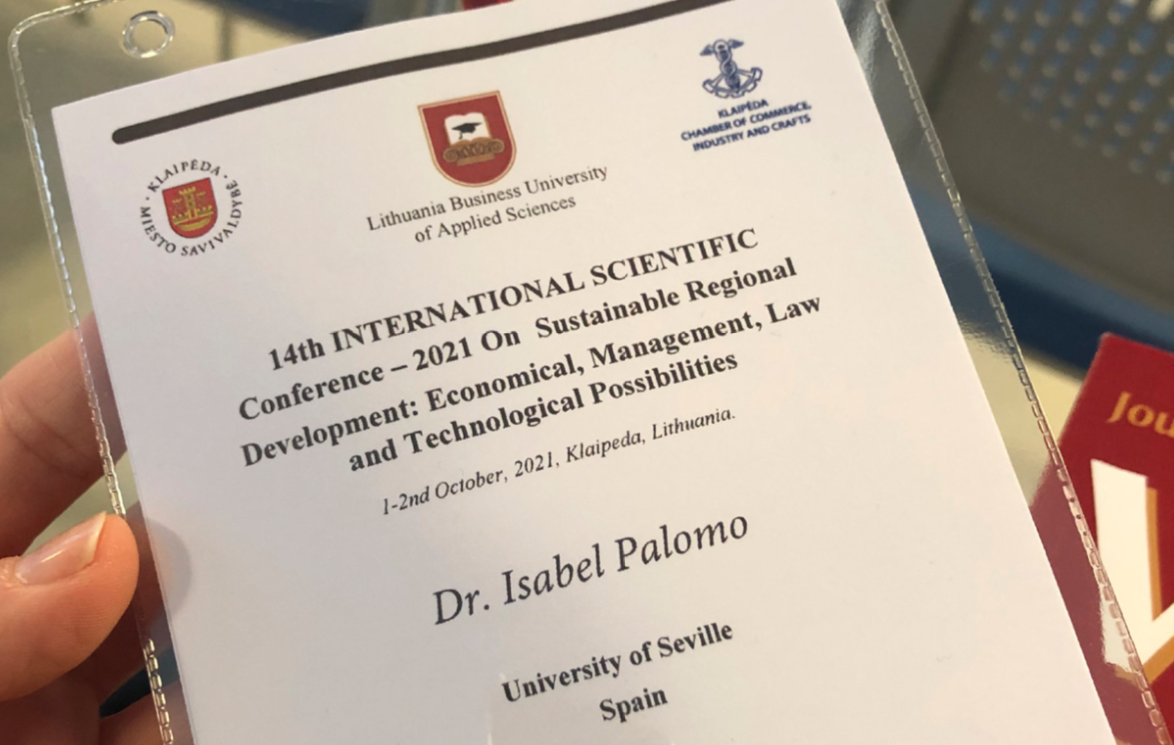 · KLAIPĖDA ·
MIESTO SAVIVALDYBĖ
Lithuania Business University
of Applied Sciences
KLAIPĖDA
CHAMBER OF COMMERCE,
INDUSTRY AND CRAFTS
14th INTERNATIONAL SCIENTIFIC
Conference – 2021 On Sustainable Regional
Development: Economical, Management, Law
and Technological Possibilities
1-2nd October, 2021, Klaipeda, Lithuania.
Dr. Isabel Palomo
University of Seville
Spain